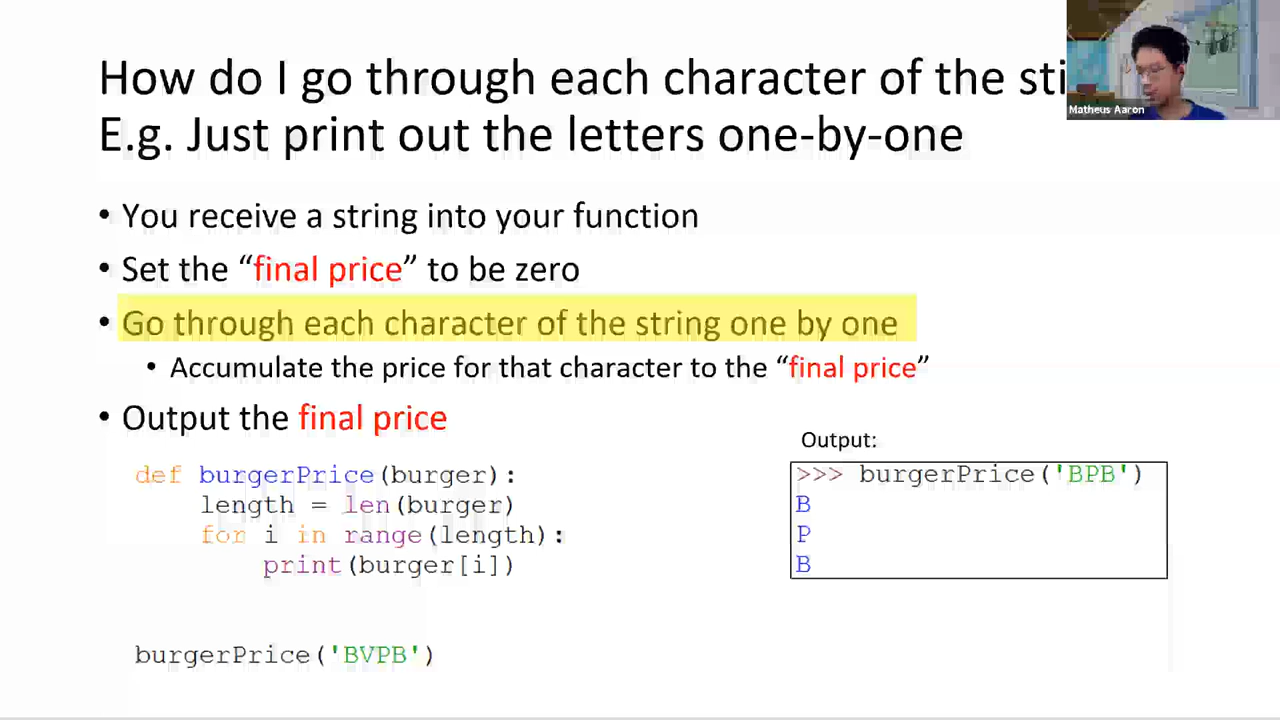 How do I go through each character of the
E.g. Just print out the letters one-by-one
Matheus Aaron
• You receive a string into your function
• Set the “final price” to be zero
• Go through each character of the string one by one
• Accumulate the price for that character to the “final price”
• Output the final price
Output:
def burgerPrice(burger):
length = len(burger)
for i in range(length):
print(burger[i])
burgerPrice('BVPB')
>>> burgerPrice('BPB')
B
P
B